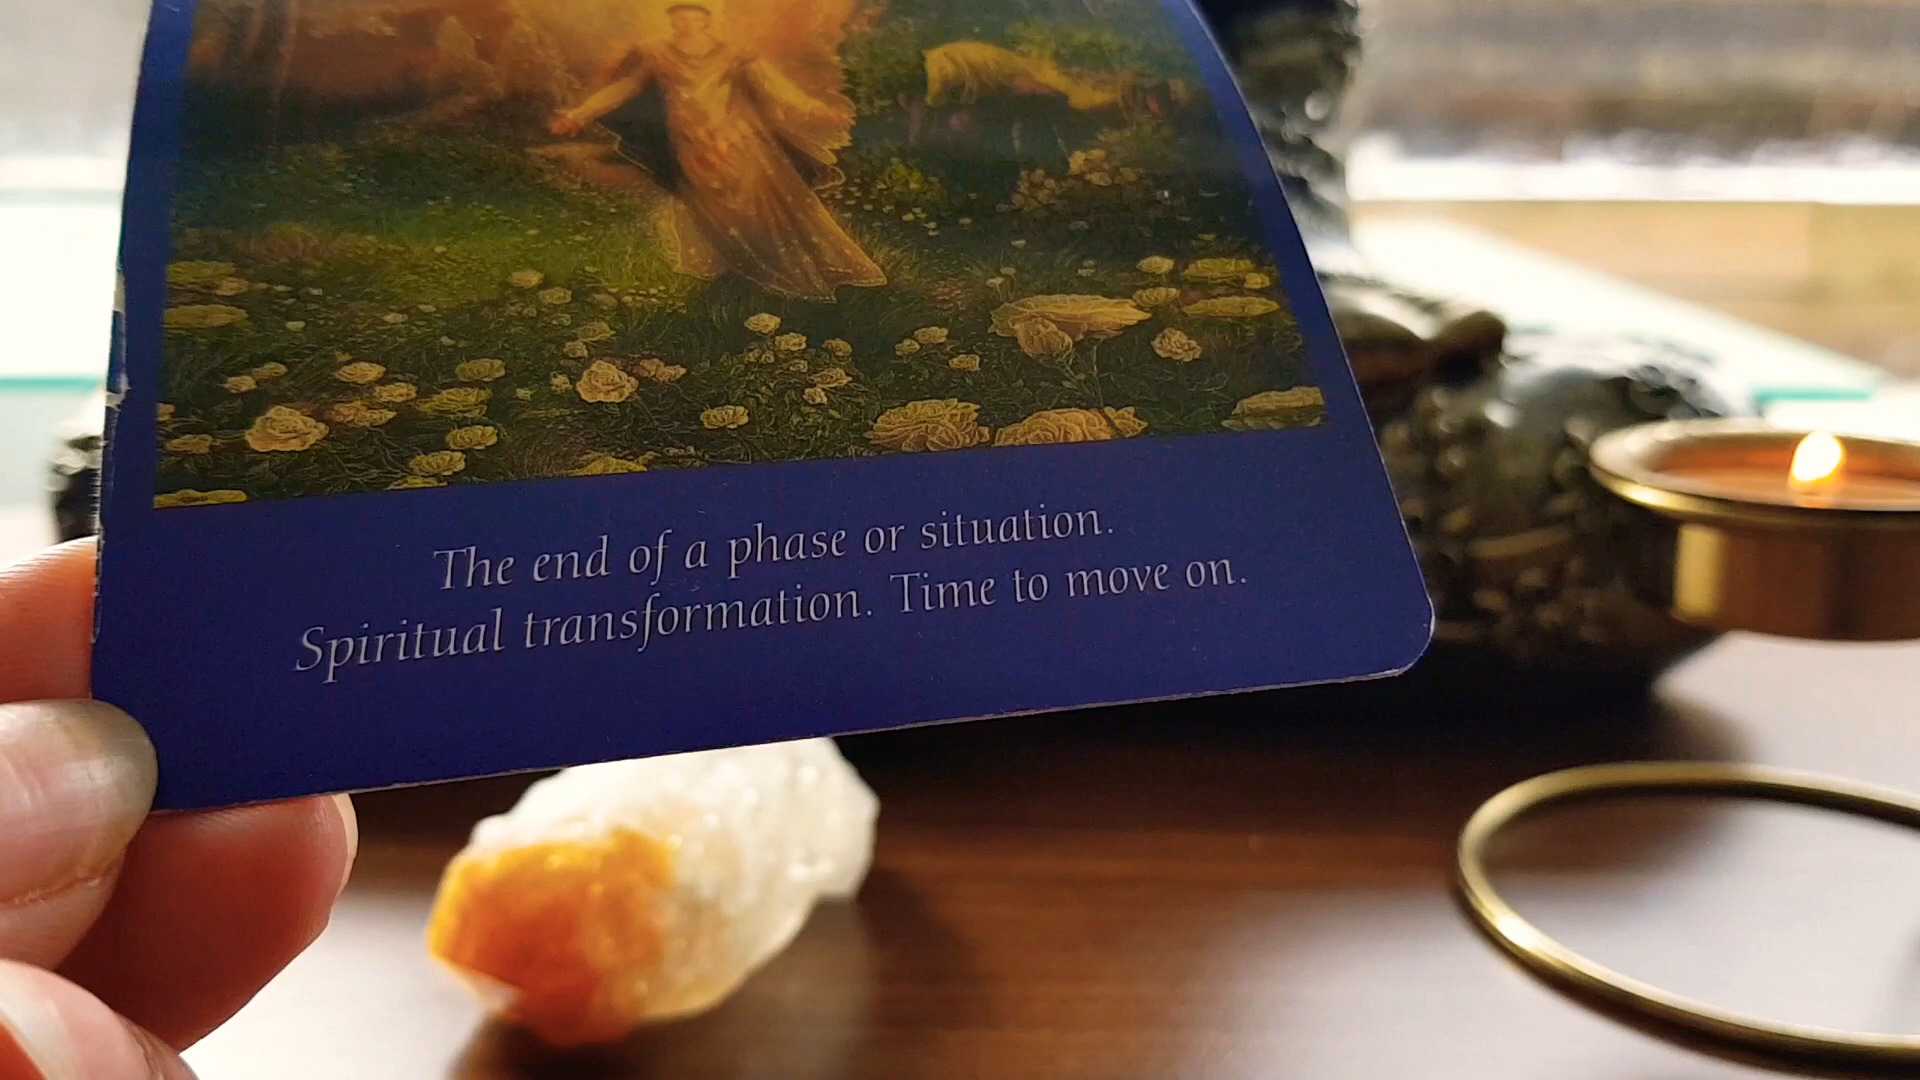 The end of a phase or situation.
Spiritual transformation. Time to move on.